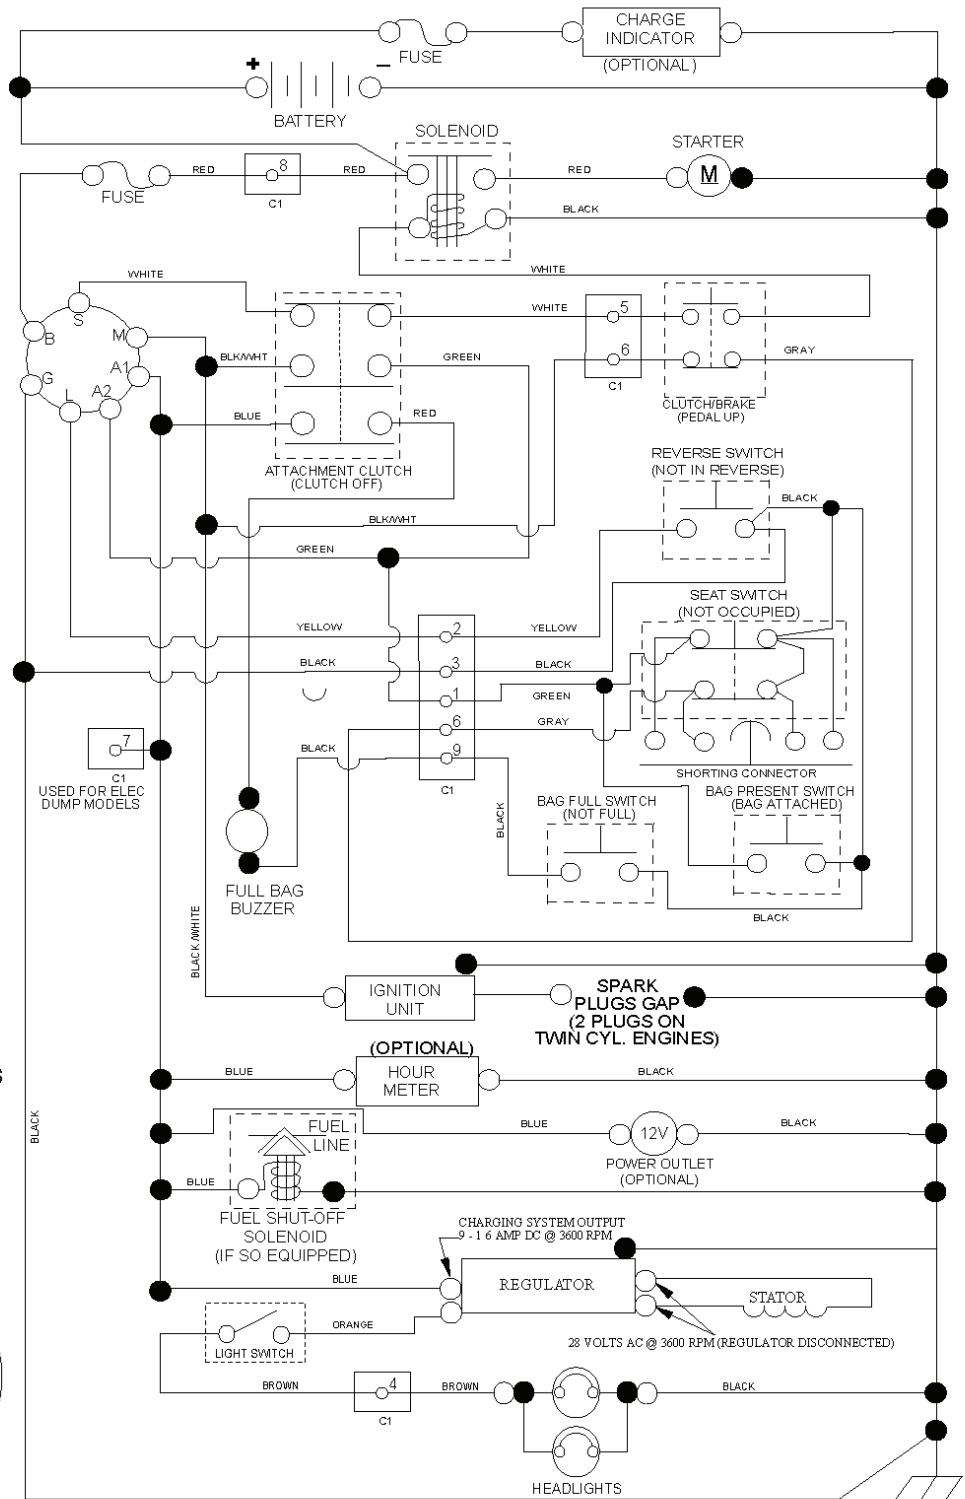 CHARGE
INDICATOR
(OPTIONAL)
FUSE
+
–
BATTERY
SOLENOID
STARTER
M
FUSE
RED
8
C1
RED
RED
BLACK
WHITE
WHITE
S
B
M
A1
G
L
A2
BLK/WHT
BLUE
GREEN
RED
ATTACHMENT CLUTCH
(CLUTCH OFF)
WHITE
5
6
C1
GRAY
CLUTCH/BRAKE
(PEDAL UP)
REVERSE SWITCH
(NOT IN REVERSE)
BLACK
BLK/WHT
GREEN
SEAT SWITCH
(NOT OCCUPIED)
YELLOW
2
YELLOW
BLACK
3
BLACK
1
GREEN
6
GRAY
BLACK
9
C1
SHORTING CONNECTOR
7
C1
USED FOR ELEC
DUMP MODELS
BAG PRESENT SWITCH
(BAG ATTACHED)
BAG FULL SWITCH
(NOT FULL)
BLACK
BLACK
FULL BAG
BUZZER
BLACK/WHITE
IGNITION
UNIT
SPARK
PLUGS GAP
(2 PLUGS ON
TWIN CYL. ENGINES)
(OPTIONAL)
HOUR
METER
BLUE
BLACK
S
BLACK
FUEL
LINE
BLUE
12V
BLACK
POWER OUTLET
(OPTIONAL)
BLUE
FUEL SHUT-OFF
SOLENOID
(IF SO EQUIPPED)
CHARGING SYSTEM OUTPUT
9 - 1 6 AMP DC @ 3600 RPM
BLUE
REGULATOR
STATOR
ORANGE
LIGHT SWITCH
28 VOLTS AC @ 3600 RPM (REGULATOR DISCONNECTED)
BROWN
4
C1
BROWN
BLACK
HEADLIGHTS